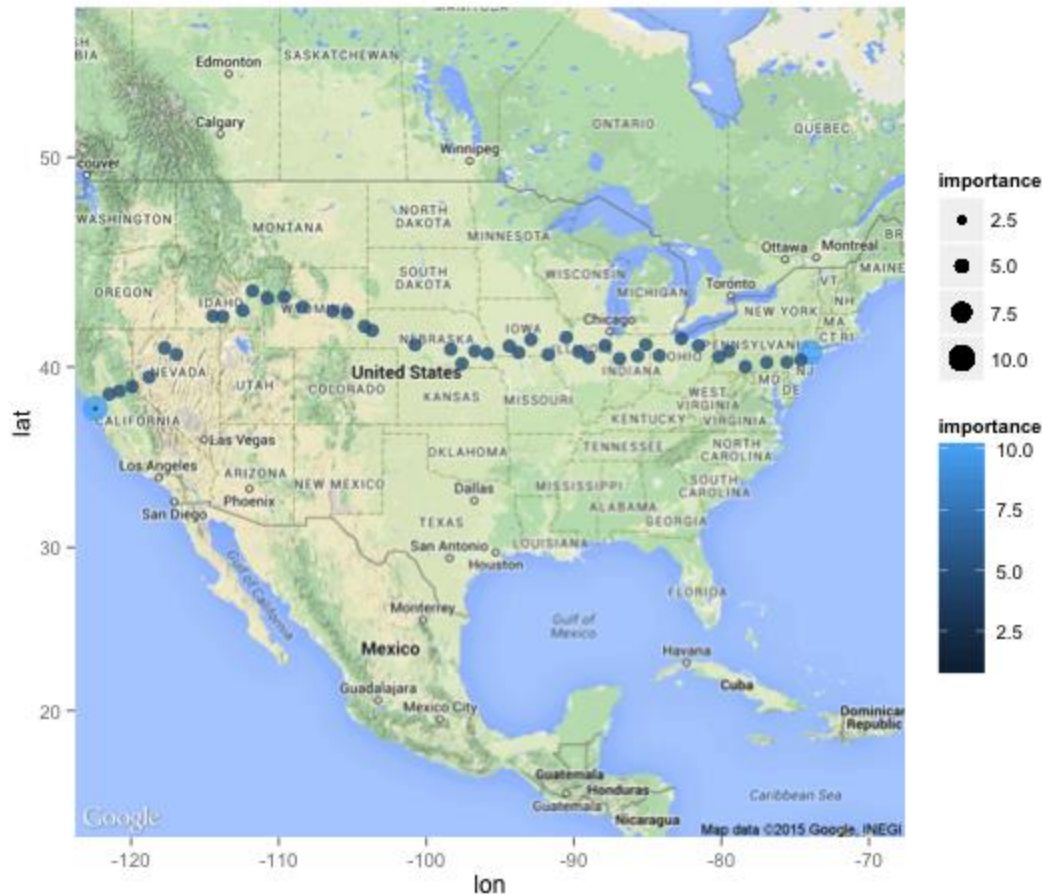 MANITOBA
SH
BIA
Edmonton
SASKATCHEWAN
Calgary
ONTARIO
QUEBEC
Winnipeg
couver
WASHINGTON
MONTANA
NORTH
DAKOTA
MINNESOTA
Ottawa
Montreal
BR
MAINE
SOUTH
DAKOTA
WISCONSIN
MICHIGAN
Toronto
VT
NH
OREGON
IDAHO
NEW YORK
MA
CT RI
NEBRASKA
IOWA
Chicago
PENNSYLVANIA
NEVADA
UTAH
United States
COLORADO
INDIANA
OHIO
MD
NJ
DE
KANSAS
MISSOURI
WEST
VIRGINIA
VIRGINIA
CALIFORNIA
KENTUCKY
Las Vegas
OKLAHOMA
TENNESSEE
NORTH
CAROLINA
Los Angeles
ARIZONA
NEW MEXICO
Phoenix
San Diego
Dallas
MISSISSIPPI
SOUTH
CAROLINA
ALABAMA
GEORGIA
TEXAS
San Antonio
Houston
LOUISIANA
Gulf of California
FLORIDA
Monterrey
Gulf of
Mexico
Mexico
Havana
Cuba
Guadalajara
Mexico City
Dominican
Republic
Guatemala
Guatemala
Honduras
Nicaragua
Caribbean Sea
Google
Map data ©2015 Google, INEGI
50
40
30
20
lat
-120
-110
-100
-90
-80
-70
lon
importance
2.5
5.0
7.5
10.0
importance
10.0
7.5
5.0
2.5